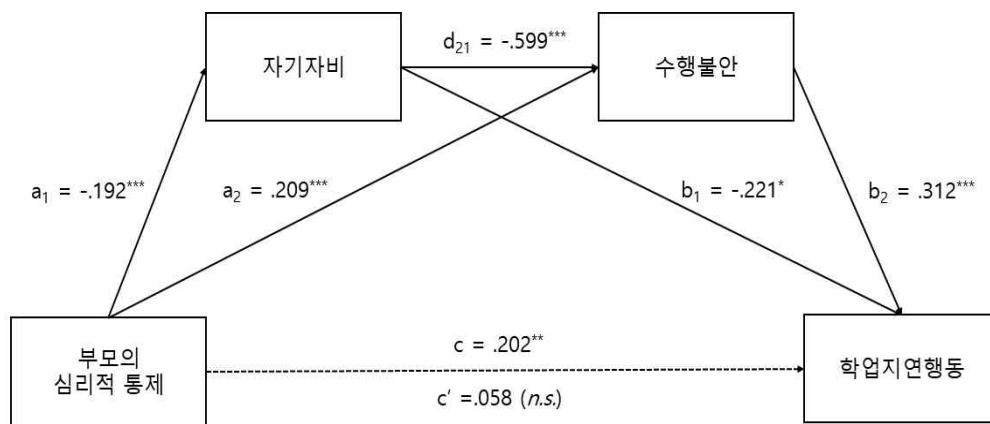 d21 = -.599***
자기자비
수행불안
a1 = -.192***
a2 = .209***
b1 = -.221*
b2 = .312***
부모의
심리적 통제
c = .202**
c′ =.058 (n.s.)
학업지연행동